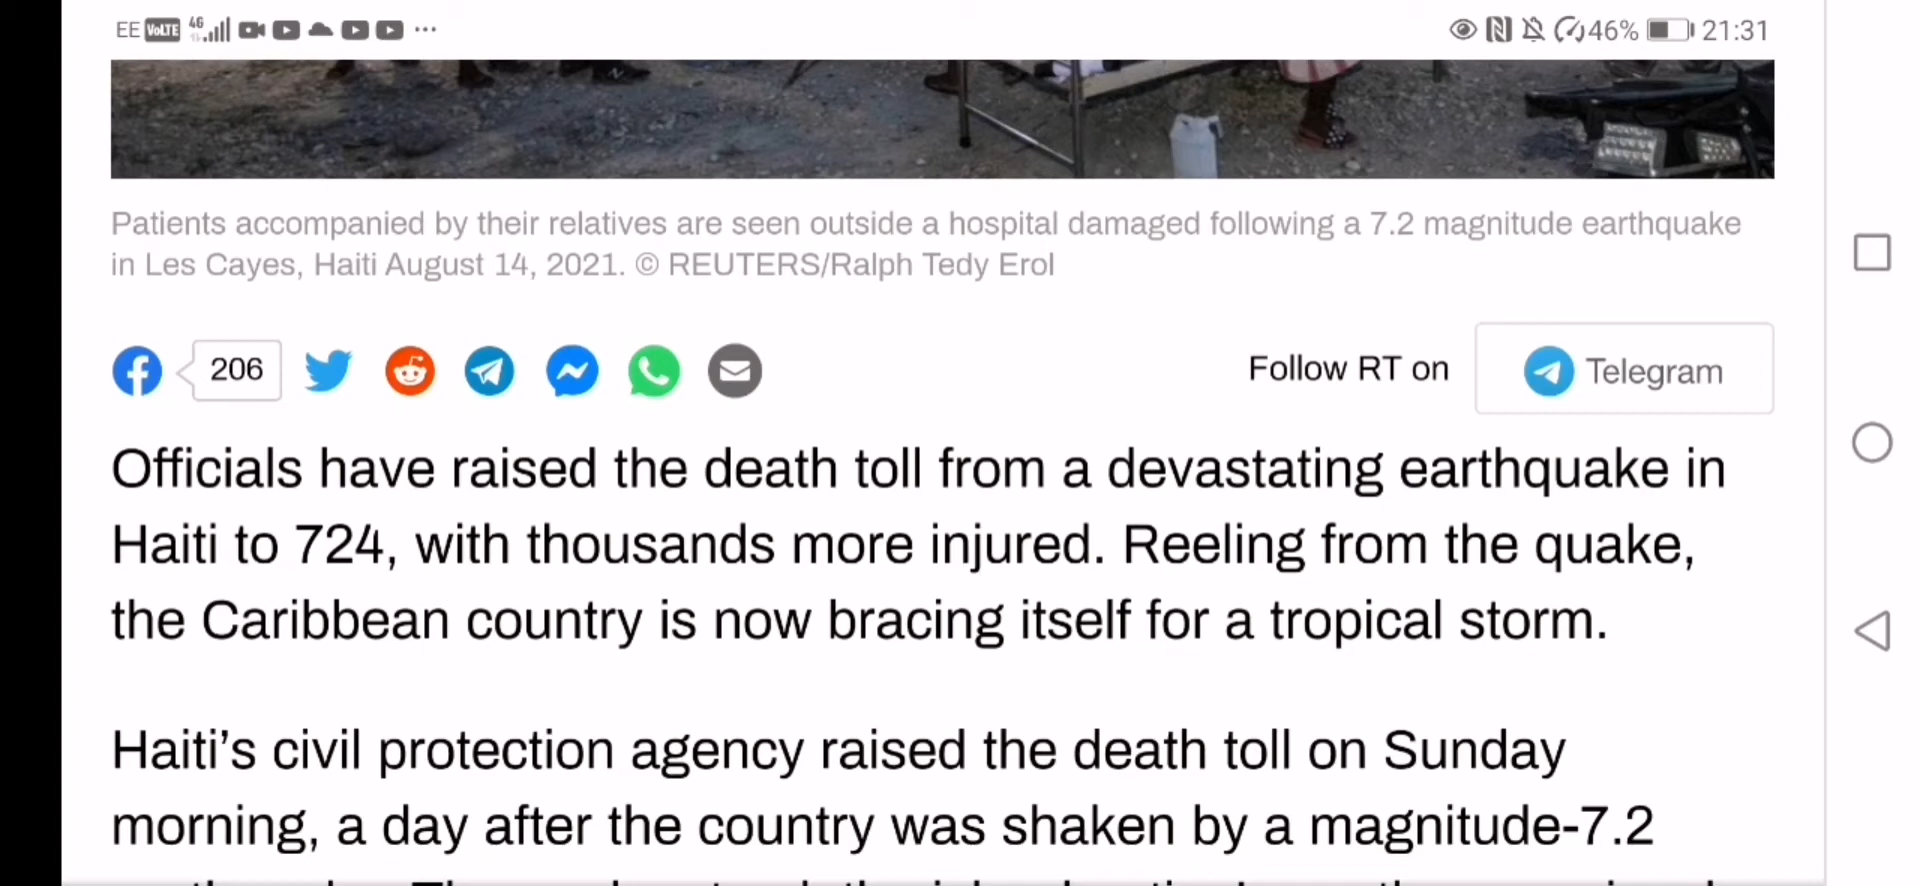 EE VoLTE 4G 46% 21:31
Patients accompanied by their relatives are seen outside a hospital damaged following a 7.2 magnitude earthquake
in Les Cayes, Haiti August 14, 2021. © REUTERS/Ralph Tedy Erol
206 Follow RT on Telegram
Officials have raised the death toll from a devastating earthquake in
Haiti to 724, with thousands more injured. Reeling from the quake,
the Caribbean country is now bracing itself for a tropical storm.
Haiti’s civil protection agency raised the death toll on Sunday
morning, a day after the country was shaken by a magnitude-7.2